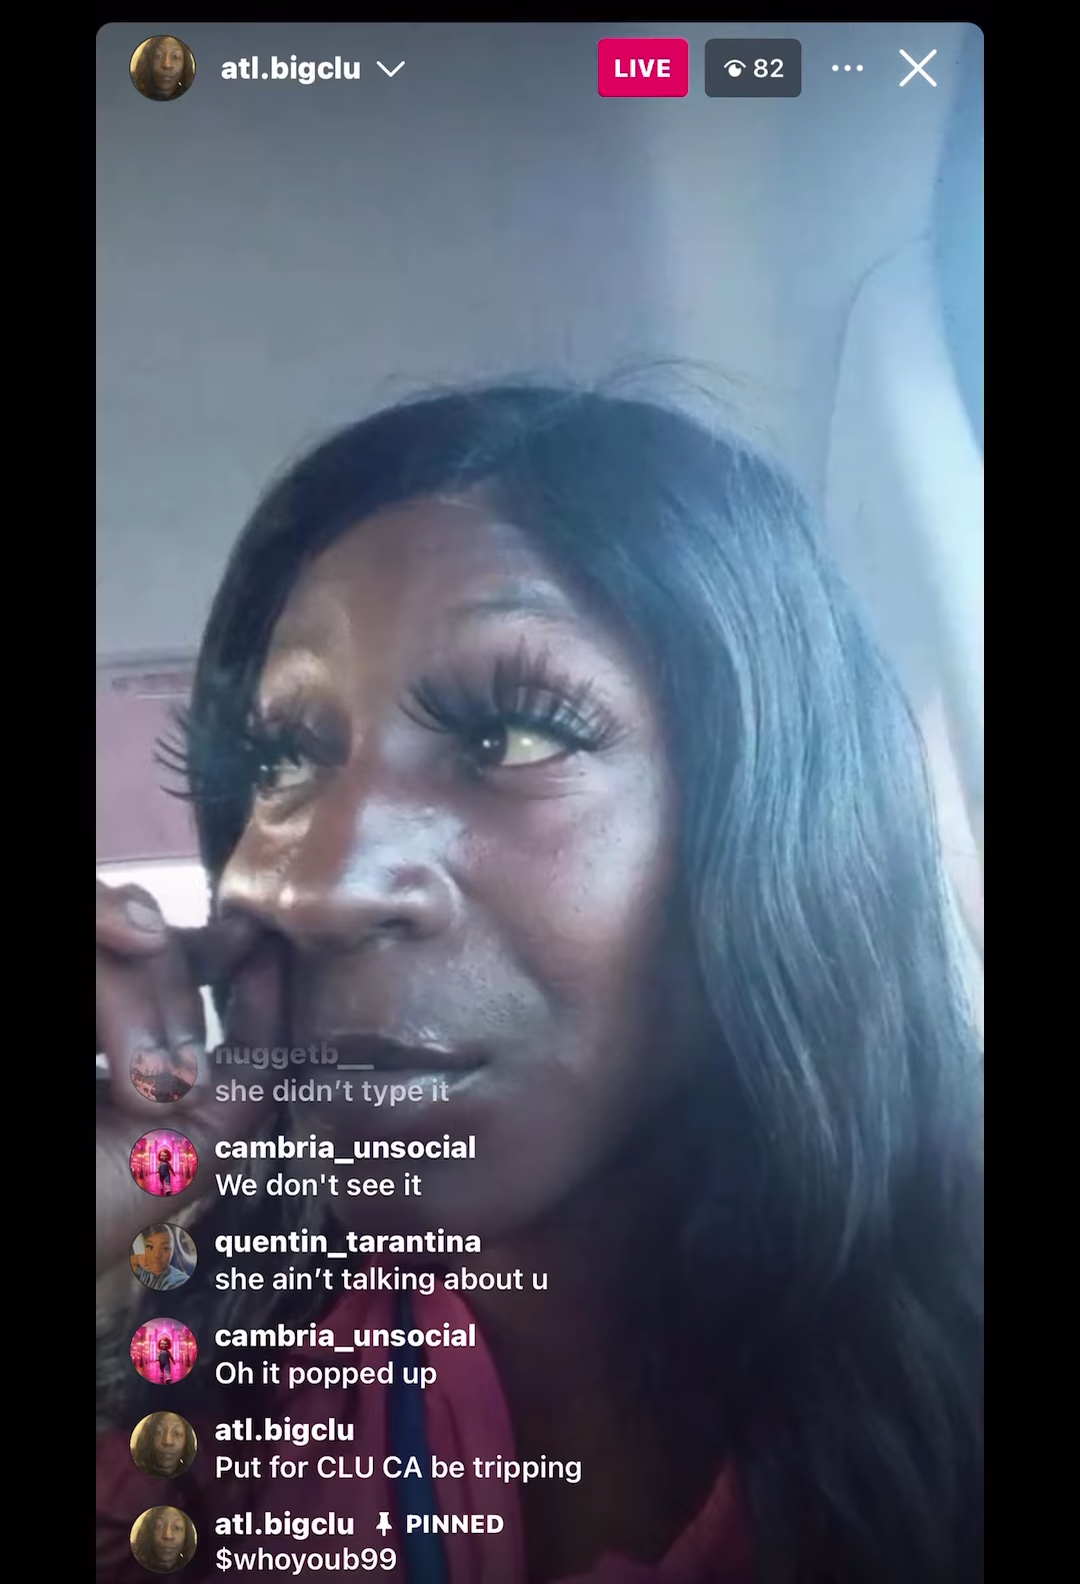 atl.bigclu
LIVE
82
nuggetb__
she didn’t type it
cambria_unsocial
We don't see it
quentin_tarantina
she ain’t talking about u
cambria_unsocial
Oh it popped up
atl.bigclu
Put for CLU CA be tripping
atl.bigclu PINNED
$whoyoub99